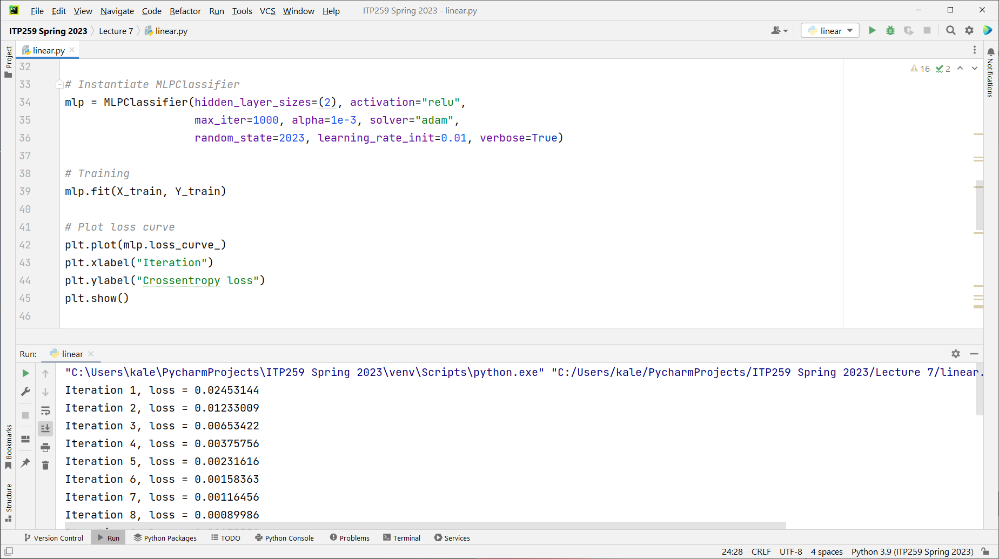 PC
File Edit View Navigate Code Refactor Run Tools VCS Window Help ITP259 Spring 2023 - linear.py
ITP259 Spring 2023 Lecture 7 linear.py linear
Project
linear.py
Notifications
16 2
32
33 # Instantiate MLPClassifier
34 mlp = MLPClassifier(hidden_layer_sizes=(2), activation="relu",
35 max_iter=1000, alpha=1e-3, solver="adam",
36 random_state=2023, learning_rate_init=0.01, verbose=True)
37
38 # Training
39 mlp.fit(X_train, Y_train)
40
41 # Plot loss curve
42 plt.plot(mlp.loss_curve_)
43 plt.xlabel("Iteration")
44 plt.ylabel("Crossentropy loss")
45 plt.show()
46
Run: linear
"C:\Users\kale\PycharmProjects\ITP259 Spring 2023\venv\Scripts\python.exe" "C:/Users/kale/PycharmProjects/ITP259 Spring 2023/Lecture 7/linear.
Iteration 1, loss = 0.02453144
Iteration 2, loss = 0.01233009
Iteration 3, loss = 0.00653422
Iteration 4, loss = 0.00375756
Iteration 5, loss = 0.00231616
Iteration 6, loss = 0.00158363
Iteration 7, loss = 0.00116456
Iteration 8, loss = 0.00089986
Bookmarks
Structure
Version Control Run Python Packages TODO Python Console Problems Terminal Services
24:28 CRLF UTF-8 4 spaces Python 3.9 (ITP259 Spring 2023)